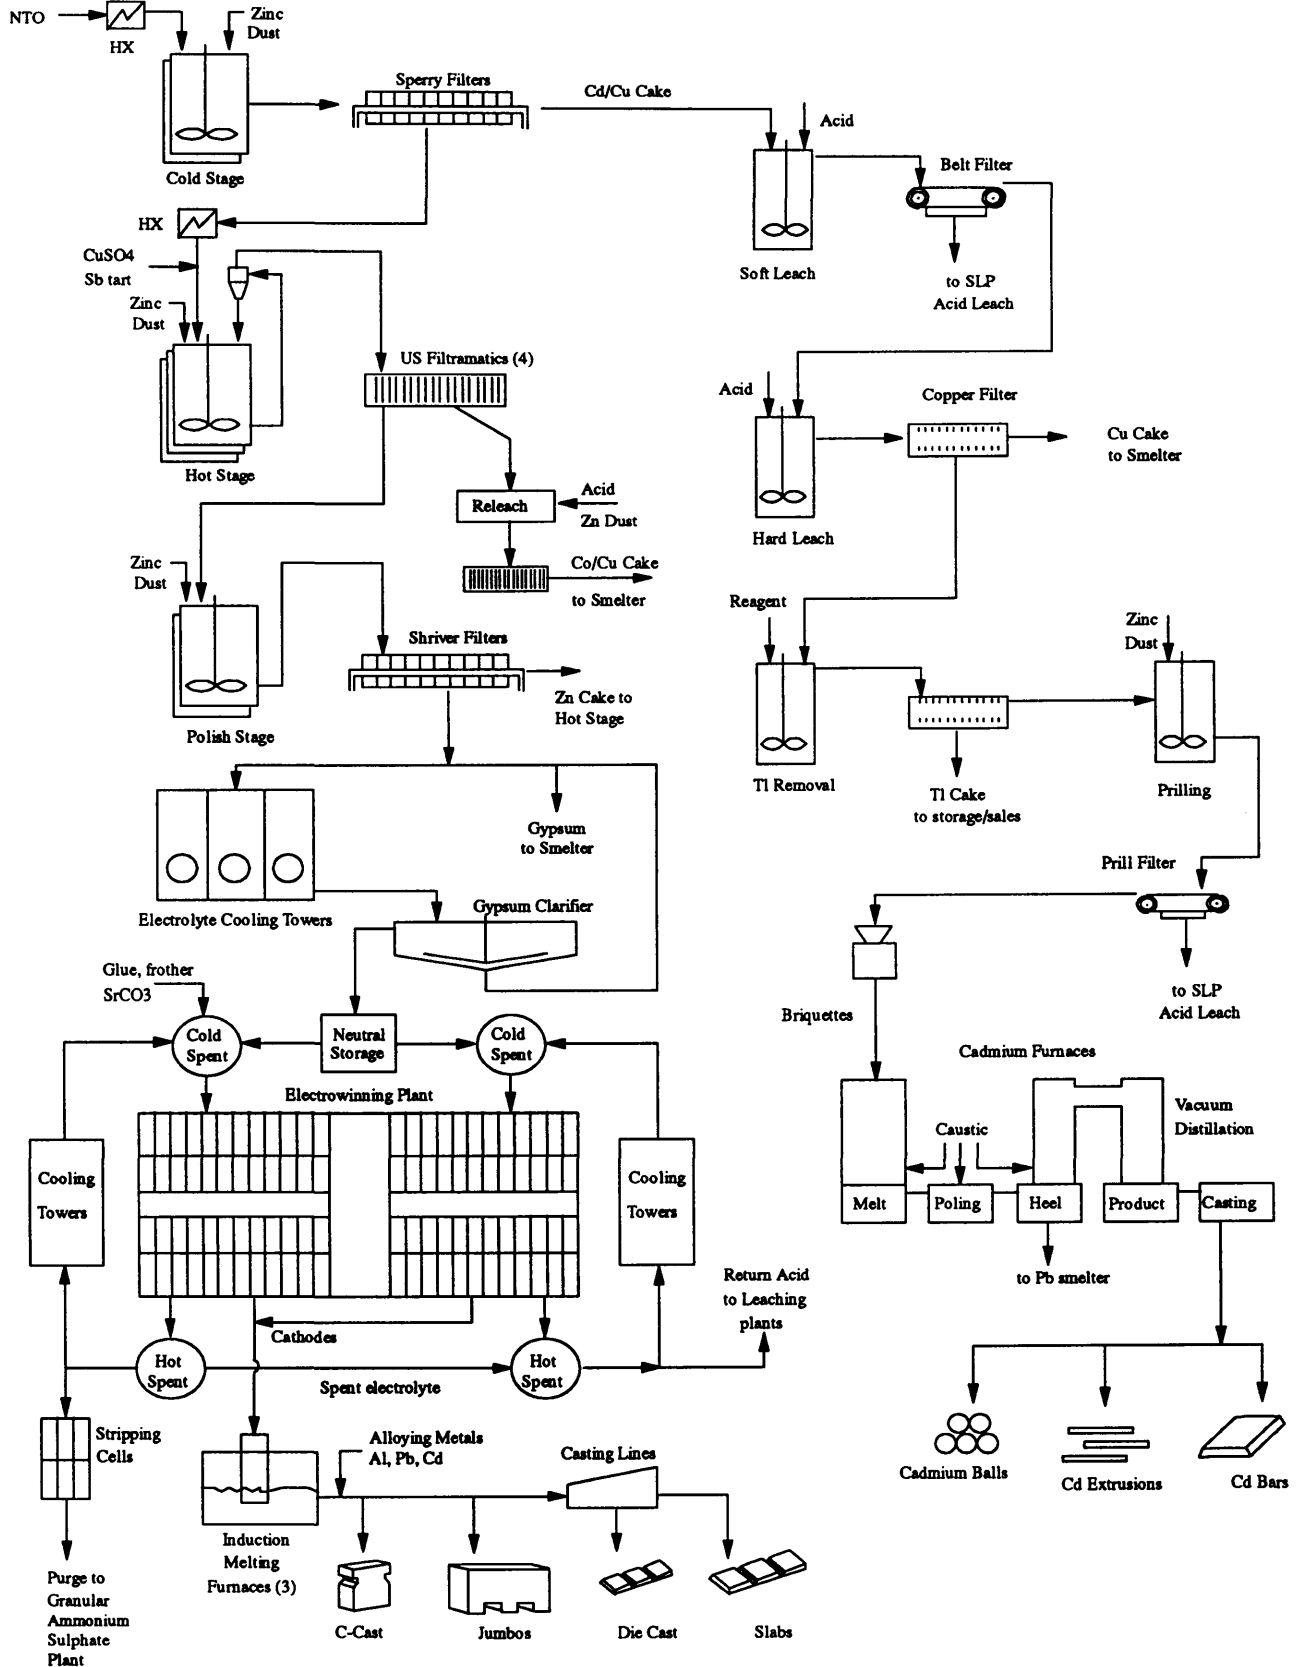 NTO
HX
Zinc
Dust
Cold Stage
Sperry Filters
Cd/Cu Cake
Acid
Soft Leach
Belt Filter
to SLP
Acid Leach
HX
CuSO4
Sb tart
Zinc
Dust
Hot Stage
US Filtramatics (4)
Releach
Acid
Zn Dust
Co/Cu Cake
to Smelter
Acid
Hard Leach
Copper Filter
Cu Cake
to Smelter
Zinc
Dust
Polish Stage
Shriver Filters
Zn Cake to
Hot Stage
Reagent
Tl Removal
Tl Cake
to storage/sales
Zinc
Dust
Prilling
Gypsum
to Smelter
Electrolyte Cooling Towers
Gypsum Clarifier
Prill Filter
to SLP
Acid Leach
Briquettes
Glue, frother
SrCO3
Cold
Spent
Neutral
Storage
Cold
Spent
Electrowinning Plant
Cooling
Towers
Cooling
Towers
Cadmium Furnaces
Vacuum
Distillation
Caustic
Melt
Poling
Heel
Product
Casting
to Pb smelter
Return Acid
to Leaching
plants
Cathodes
Hot
Spent
Spent electrolyte
Hot
Spent
Stripping
Cells
Purge to
Granular
Ammonium
Sulphate
Plant
Induction
Melting
Furnaces (3)
Alloying Metals
Al, Pb, Cd
Casting Lines
C-Cast
Jumbos
Die Cast
Slabs
Cadmium Balls
Cd Extrusions
Cd Bars